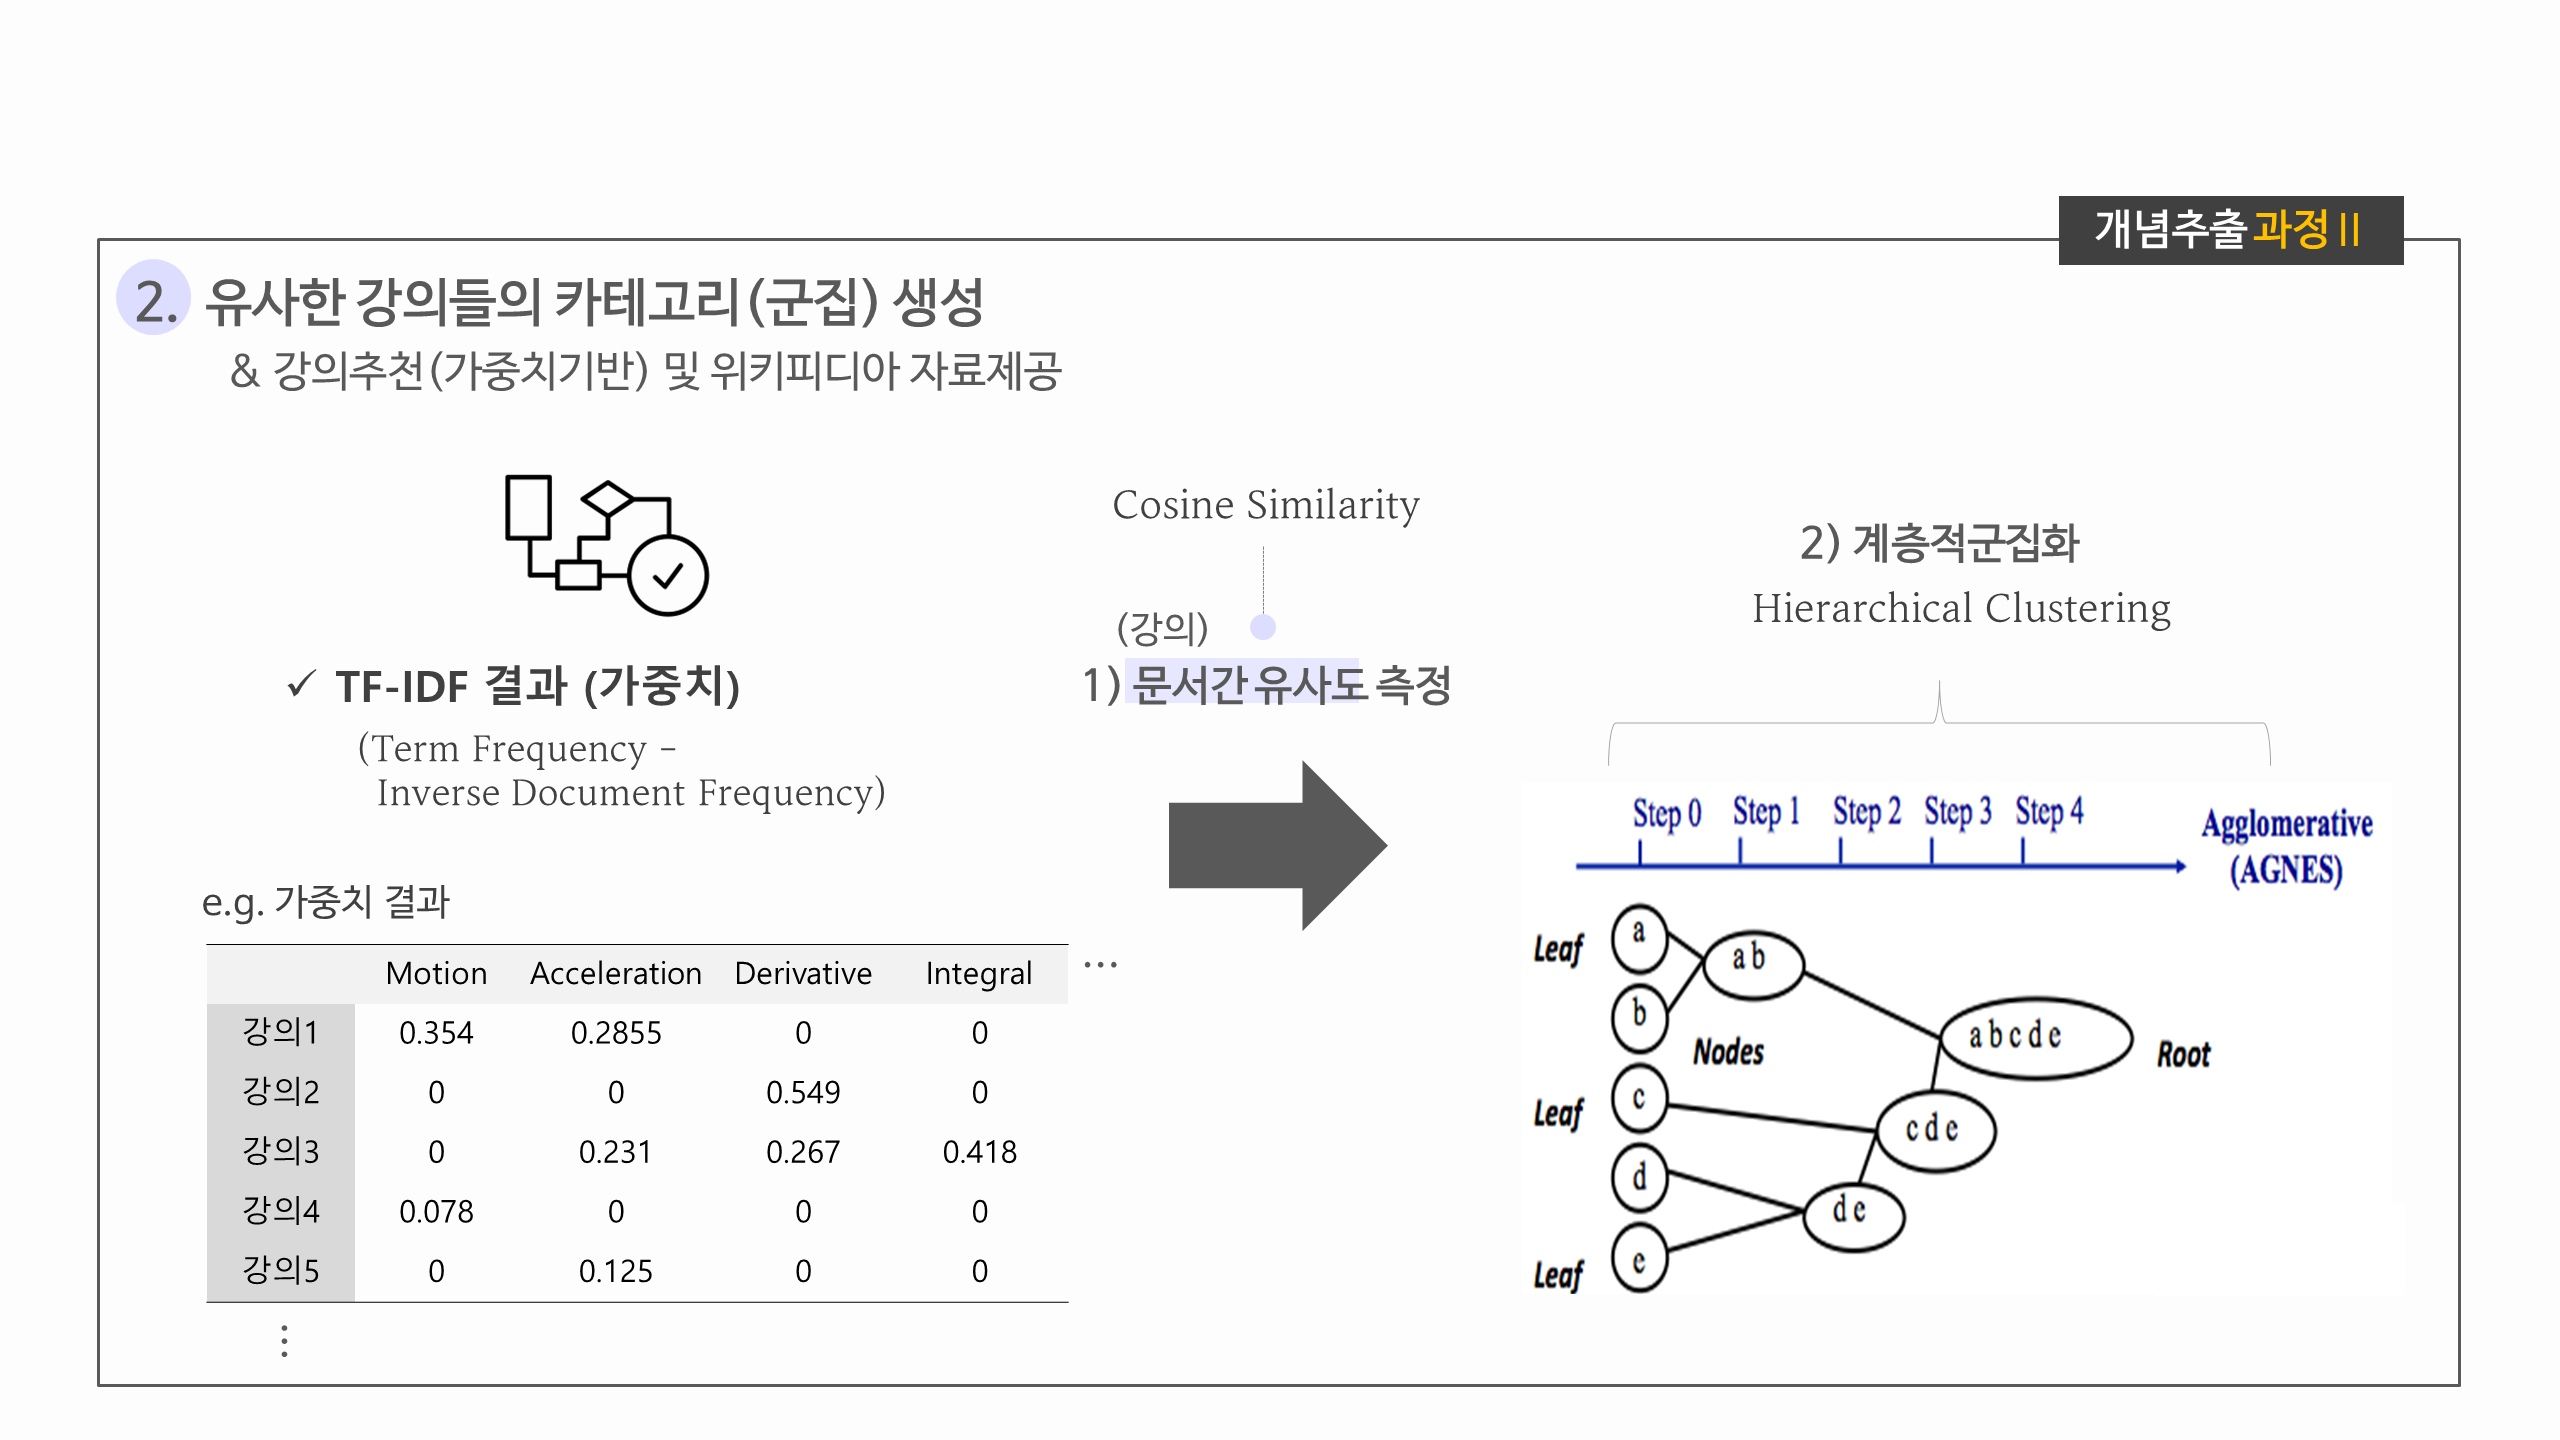 개념추출 과정 II
2. 유사한 강의들의 카테고리(군집) 생성
& 강의추천(가중치기반) 및 위키피디아 자료제공
✓ TF-IDF 결과 (가중치)
(Term Frequency –
Inverse Document Frequency)
e.g. 가중치 결과
Motion Acceleration Derivative Integral ...
강의1 0.354 0.2855 0 0
강의2 0 0 0.549 0
강의3 0 0.231 0.267 0.418
강의4 0.078 0 0 0
강의5 0 0.125 0 0
⋮
Cosine Similarity
(강의)
1) 문서간 유사도 측정
2) 계층적군집화
Hierarchical Clustering
Step 0 Step 1 Step 2 Step 3 Step 4
Agglomerative
(AGNES)
Leaf a
a b
b
Nodes
a b c d e Root
Leaf c
c d e
d
d e
Leaf e